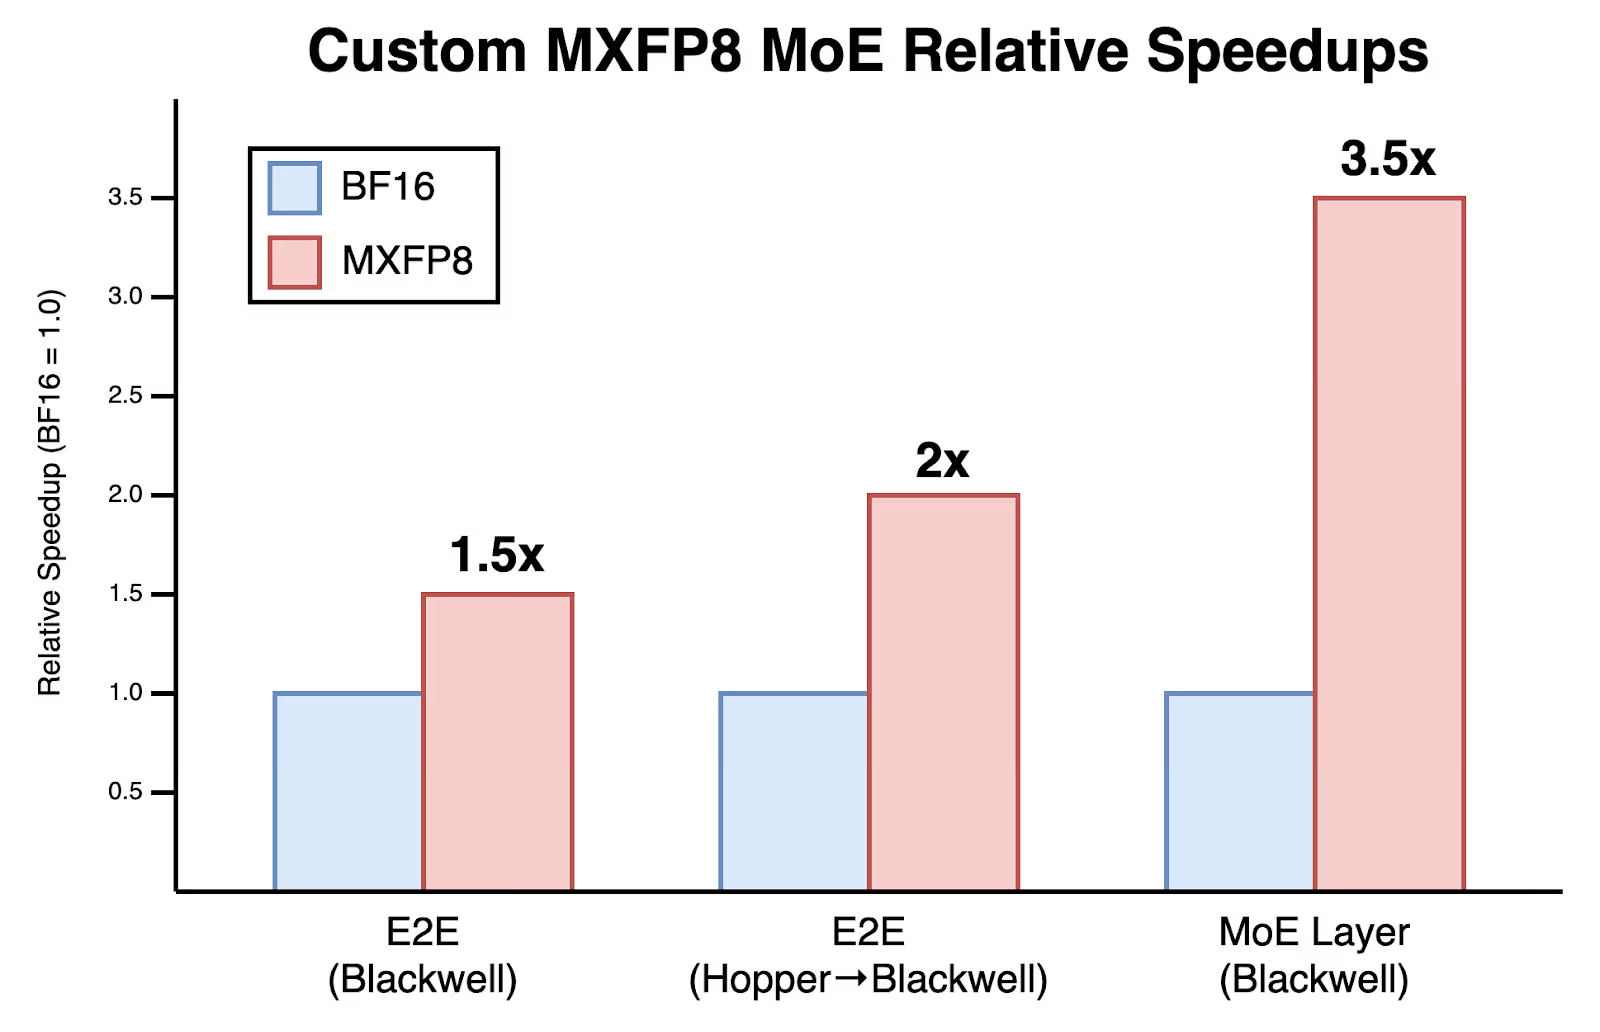 Custom MXFP8 MoE Relative Speedups
BF16
MXFP8
Relative Speedup (BF16 = 1.0)
3.5
3.0
2.5
2.0
1.5
1.0
0.5
1.5x
2x
3.5x
E2E
(Blackwell)
E2E
(Hopper→Blackwell)
MoE Layer
(Blackwell)